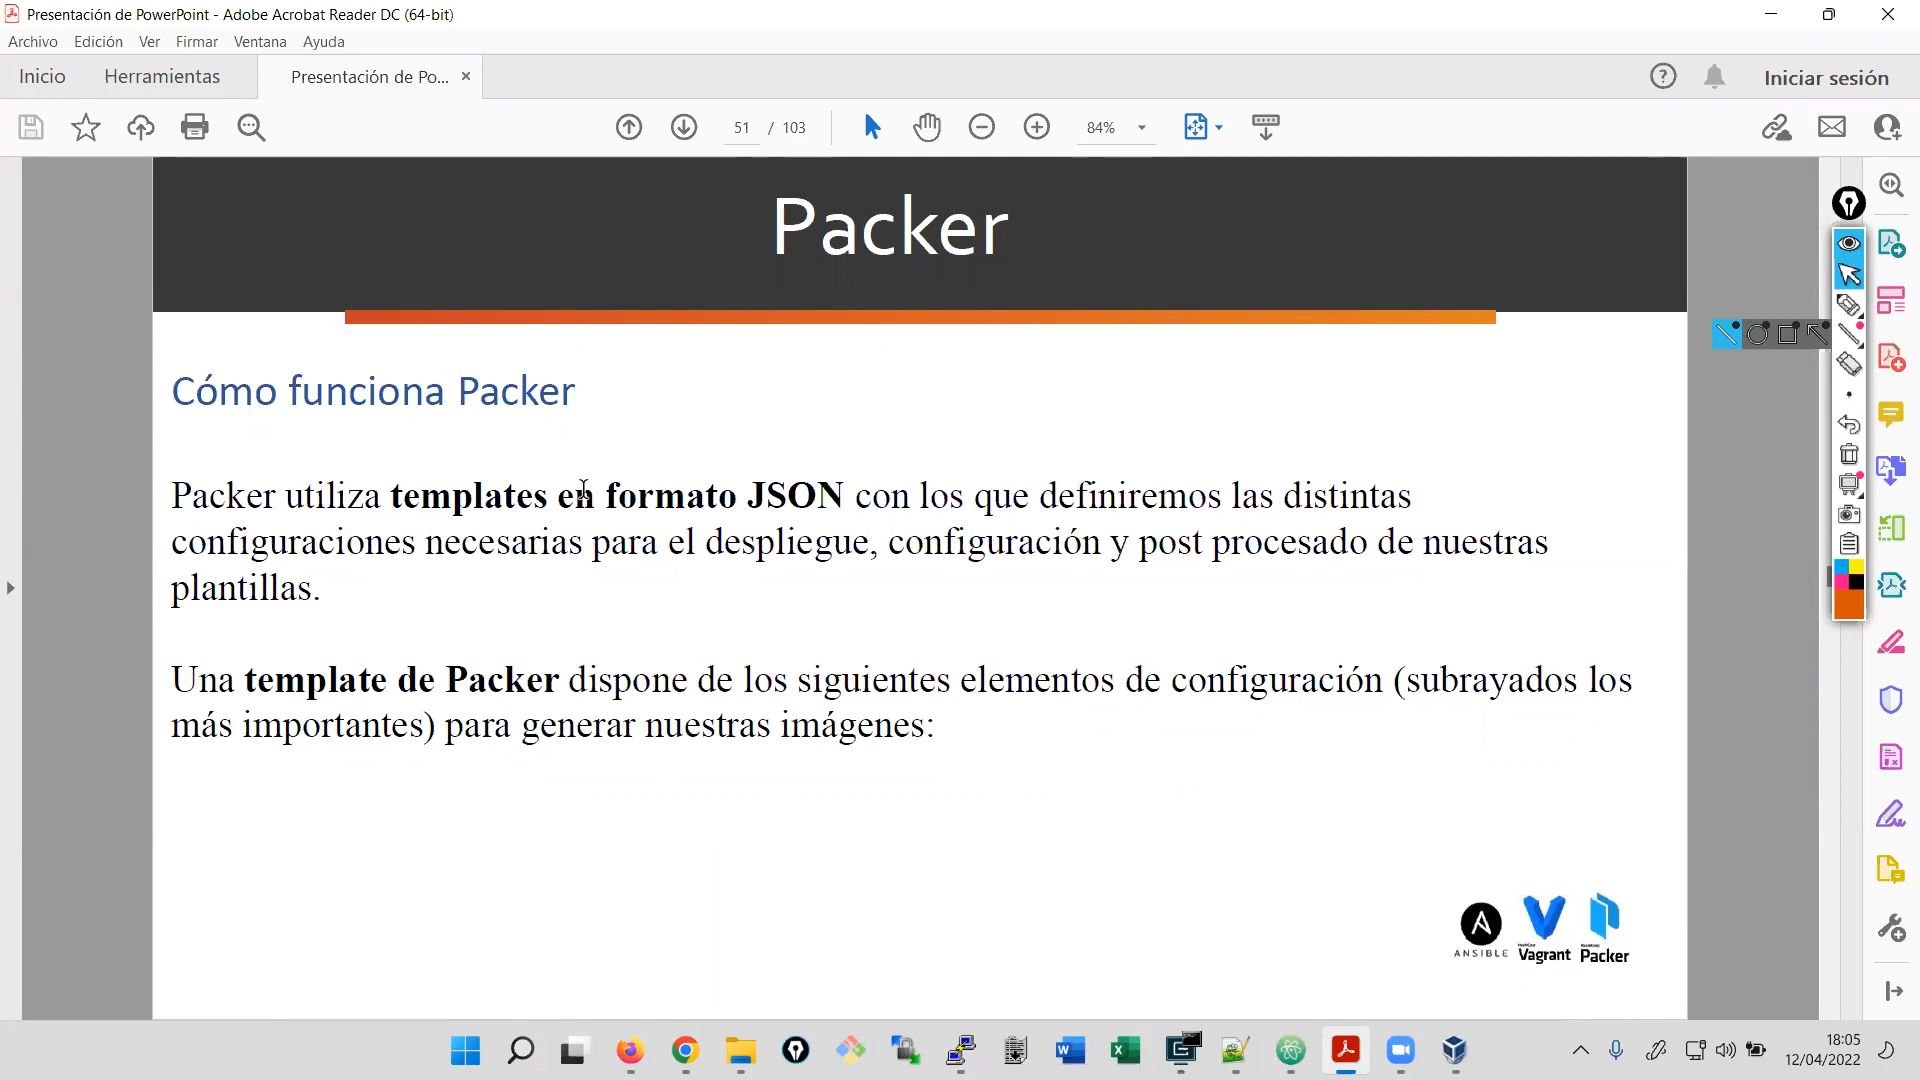 Presentación de PowerPoint - Adobe Acrobat Reader DC (64-bit)
Archivo Edición Ver Firmar Ventana Ayuda
Inicio Herramientas Presentación de Po... × Iniciar sesión
51 / 103 84%
Packer
Cómo funciona Packer
Packer utiliza templates en formato JSON con los que definiremos las distintas
configuraciones necesarias para el despliegue, configuración y post procesado de nuestras
plantillas.
Una template de Packer dispone de los siguientes elementos de configuración (subrayados los
más importantes) para generar nuestras imágenes:
ANSIBLE
HashiCorp
Vagrant
HashiCorp
Packer
18:05
12/04/2022